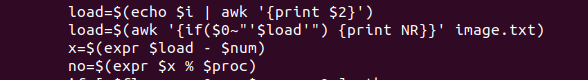 load=$(echo $i | awk '{print $2}')
load=$(awk '{if($0~"'$load'") {print NR}}' image.txt)
x=$(expr $load - $num)
no=$(expr $x % $proc)